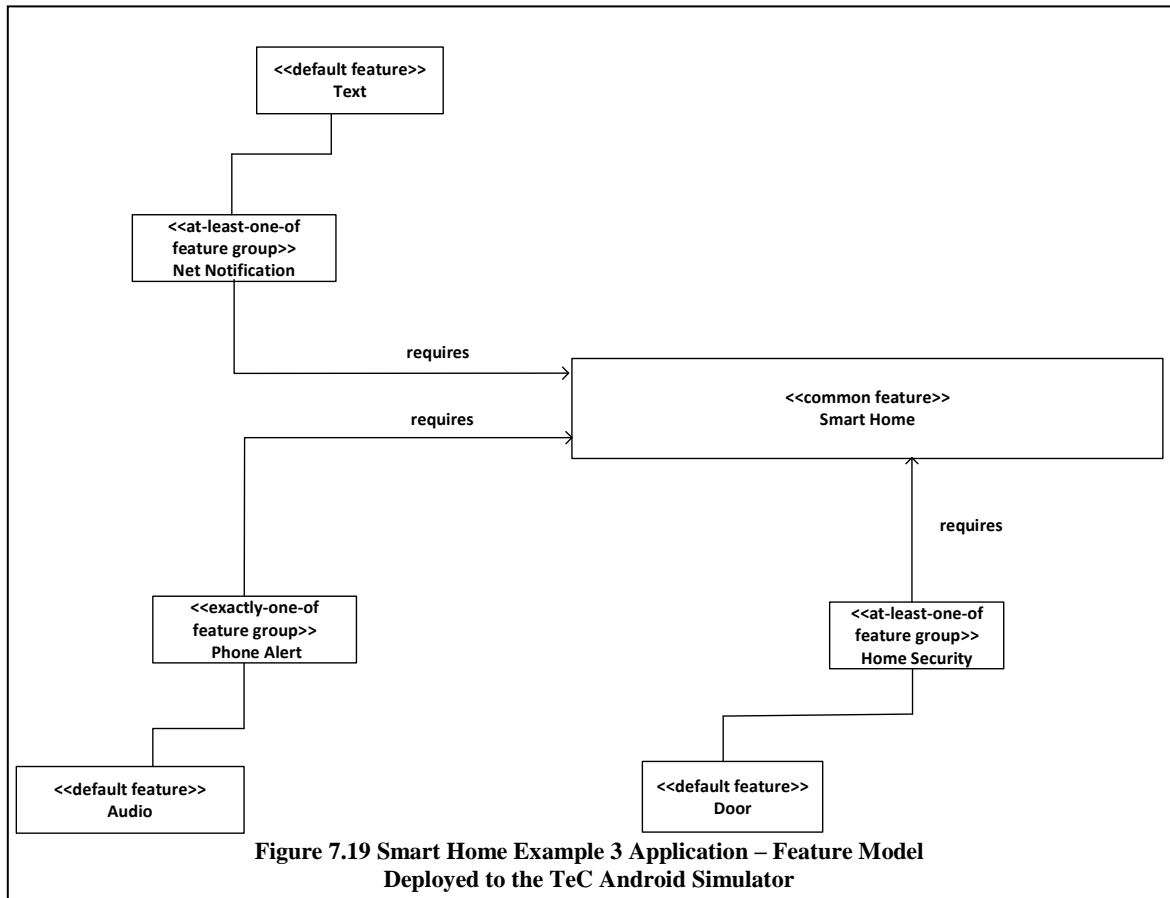 <<default feature>>
Text
<<at-least-one-of
feature group>>
Net Notification
requires
<<common feature>>
Smart Home
requires
requires
<<exactly-one-of
feature group>>
Phone Alert
<<at-least-one-of
feature group>>
Home Security
<<default feature>>
Audio
<<default feature>>
Door
Figure 7.19 Smart Home Example 3 Application – Feature Model
Deployed to the TeC Android Simulator